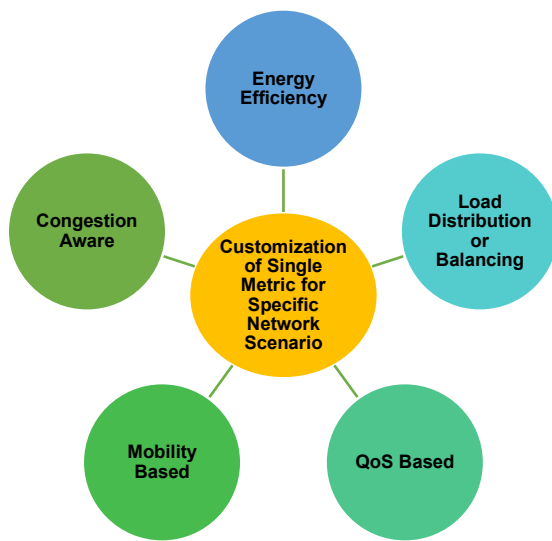 Energy
Efficiency
Load
Distribution
or
Balancing
QoS Based
Mobility
Based
Congestion
Aware
Customization
of Single
Metric for
Specific
Network
Scenario